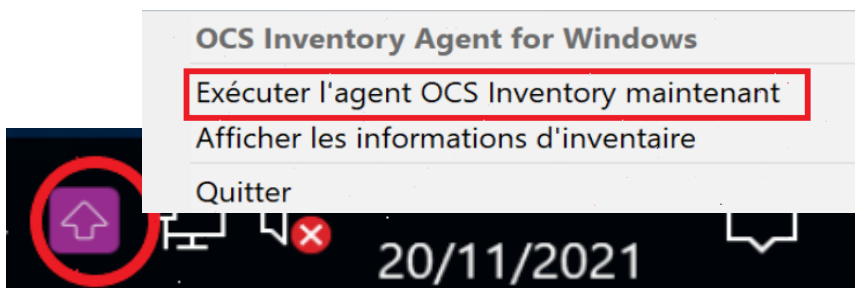 OCS Inventory Agent for Windows
Exécuter l'agent OCS Inventory maintenant
Afficher les informations d'inventaire
Quitter
20/11/2021